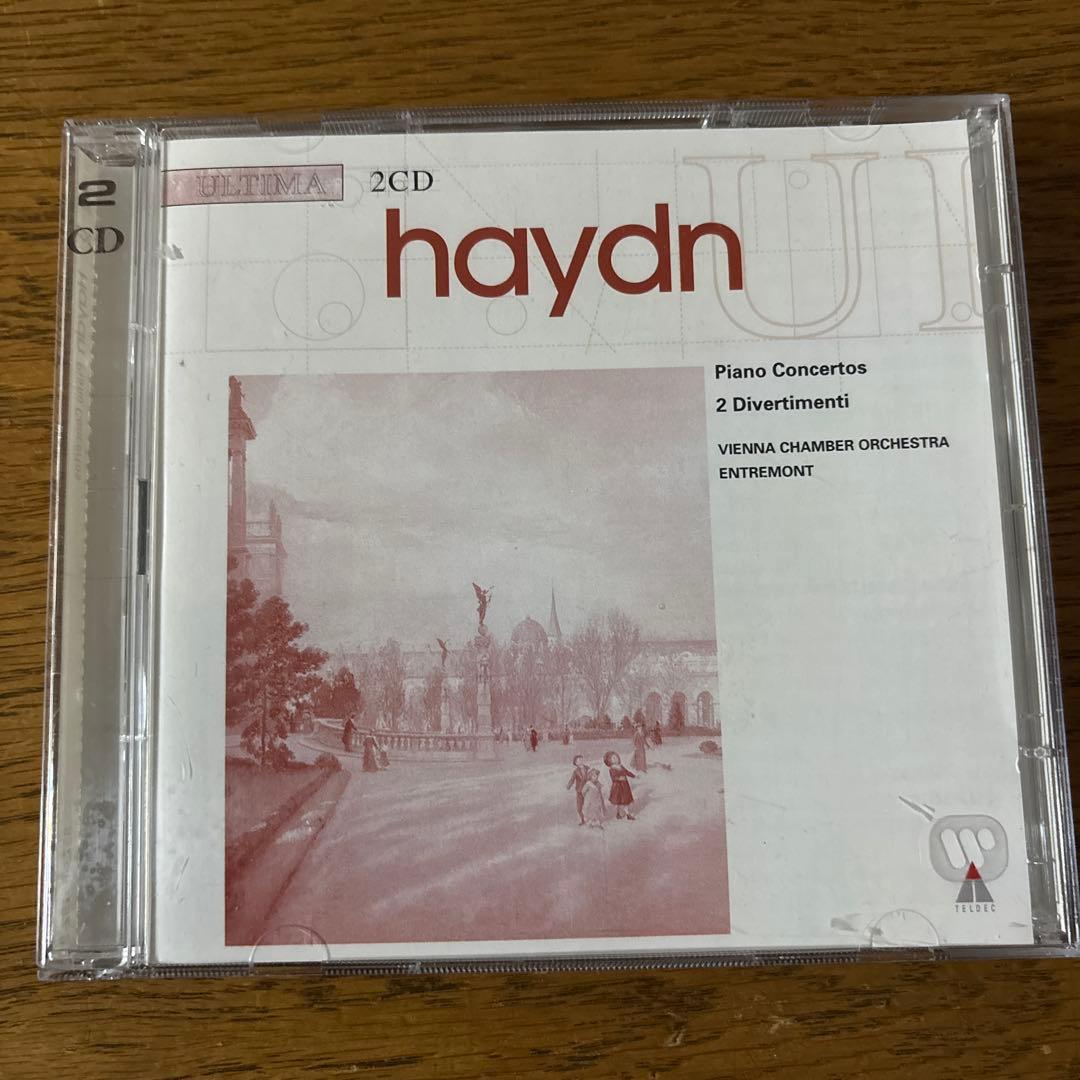 ULTIMA 2CD
haydn
Piano Concertos
2 Divertimenti
VIENNA CHAMBER ORCHESTRA
ENTREMONT
2
CD
TELDEC